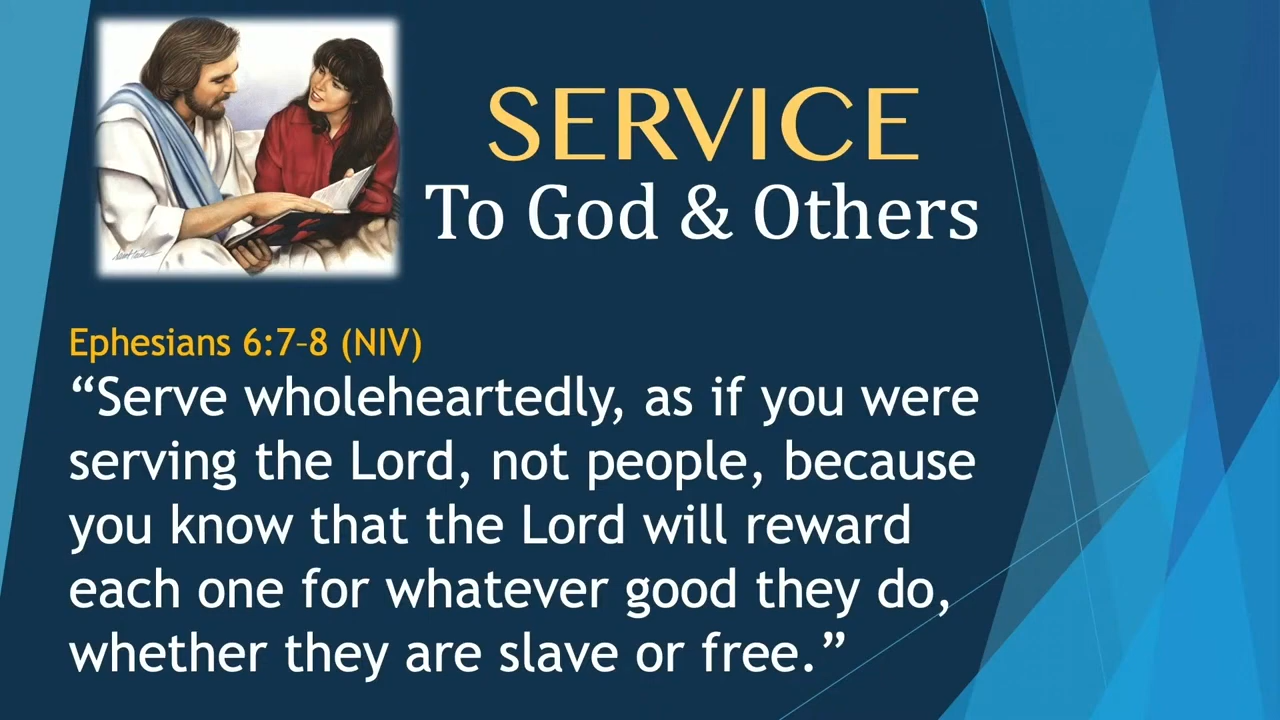 SERVICE
To God & Others
Ephesians 6:7–8 (NIV)
“Serve wholeheartedly, as if you were
serving the Lord, not people, because
you know that the Lord will reward
each one for whatever good they do,
whether they are slave or free.”